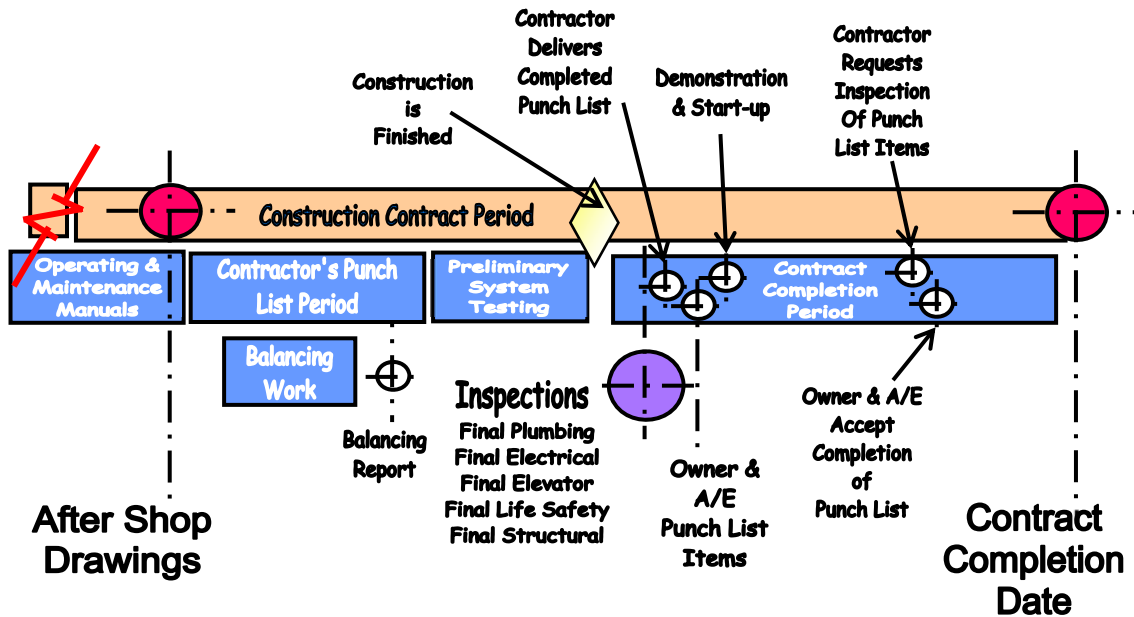 Contractor
Delivers
Completed
Punch List
Construction
is
Finished
Demonstration
& Start-up
Contractor
Requests
Inspection
Of Punch
List Items
Construction Contract Period
Operating &
Maintenance
Manuals
Contractor's Punch
List Period
Preliminary
System
Testing
Contract
Completion
Period
Balancing
Work
Balancing
Report
Inspections
Final Plumbing
Final Electrical
Final Elevator
Final Life Safety
Final Structural
Owner &
A/E
Punch List
Items
Owner & A/E
Accept
Completion
of
Punch List
After Shop
Drawings
Contract
Completion
Date